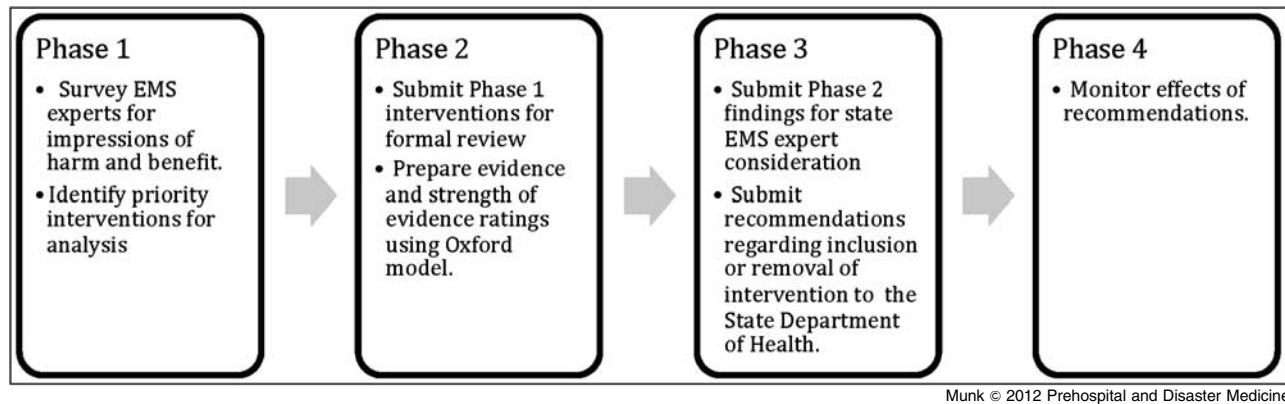 Phase 1
• Survey EMS
experts for
impressions of
harm and benefit.
• Identify priority
interventions for
analysis
Phase 2
• Submit Phase 1
interventions for
formal review
• Prepare evidence
and strength of
evidence ratings
using Oxford
model.
Phase 3
• Submit Phase 2
findings for state
EMS expert
consideration
• Submit
recommendations
regarding inclusion
or removal of
intervention to the
State Department
of Health.
Phase 4
• Monitor effects of
recommendations.
Munk © 2012 Prehospital and Disaster Medicine